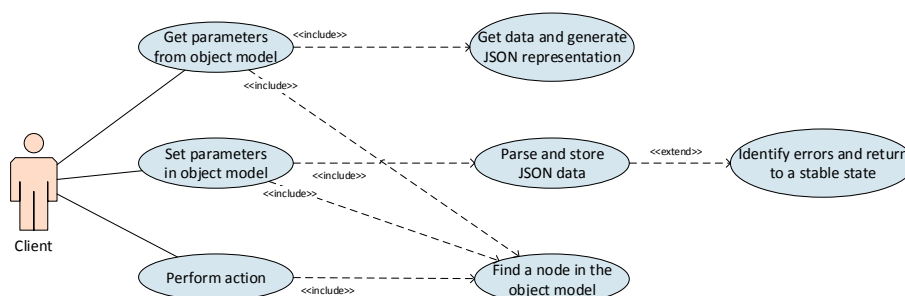 Get parameters
from object model
<<include>>
Get data and generate
JSON representation
<<include>>
Set parameters
in object model
<<include>>
<<include>>
Parse and store
JSON data
<<extend>>
Identify errors and return
to a stable state
Client
Perform action
<<include>>
Find a node in the
object model